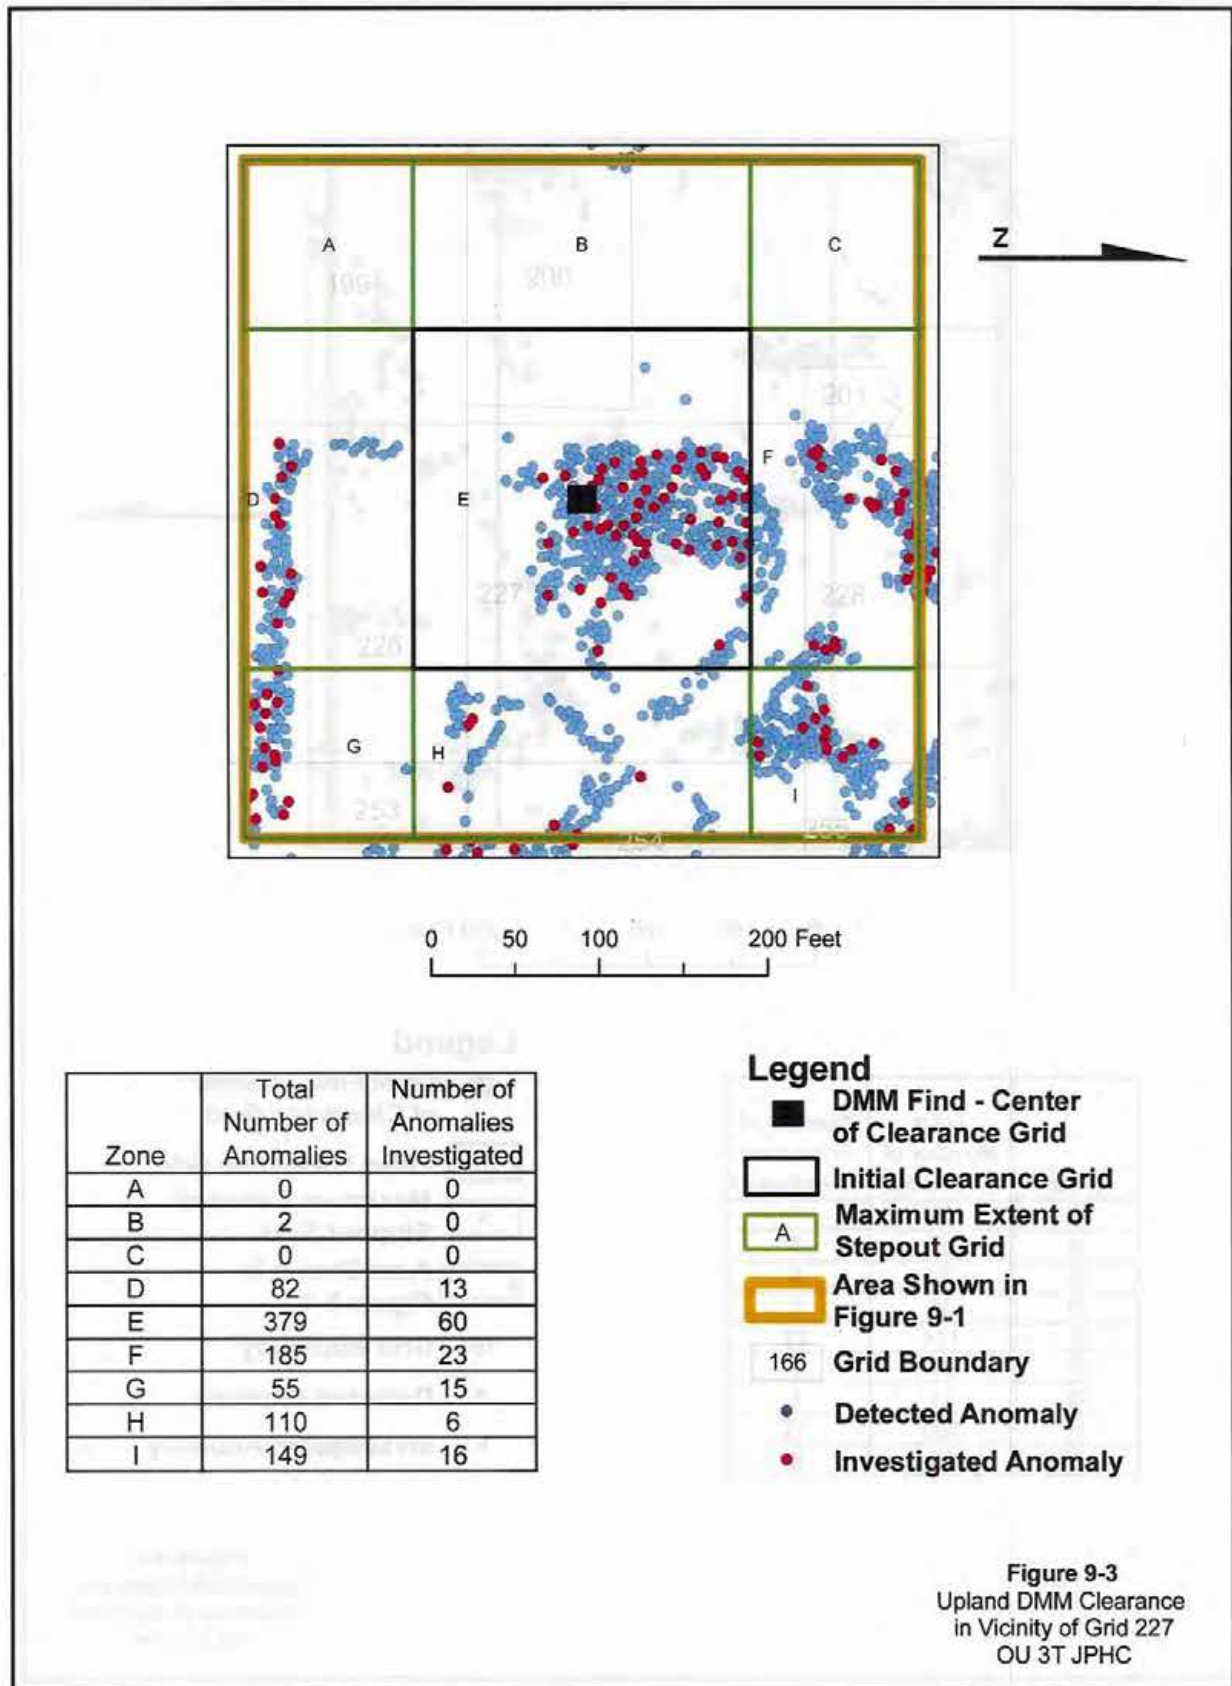 A
B
C
Z
1991
200
201
D
E
F
227
228
226
G
H
I
253
254
255
0 50 100 200 Feet
Total Number of
Zone Number of Anomalies
Anomalies Investigated
A 0 0
B 2 0
C 0 0
D 82 13
E 379 60
F 185 23
G 55 15
H 110 6
I 149 16
Legend
DMM Find - Center
of Clearance Grid
Initial Clearance Grid
A
Maximum Extent of
Stepout Grid
Area Shown in
Figure 9-1
166 Grid Boundary
Detected Anomaly
Investigated Anomaly
Figure 9-3
Upland DMM Clearance
in Vicinity of Grid 227
OU 3T JPHC